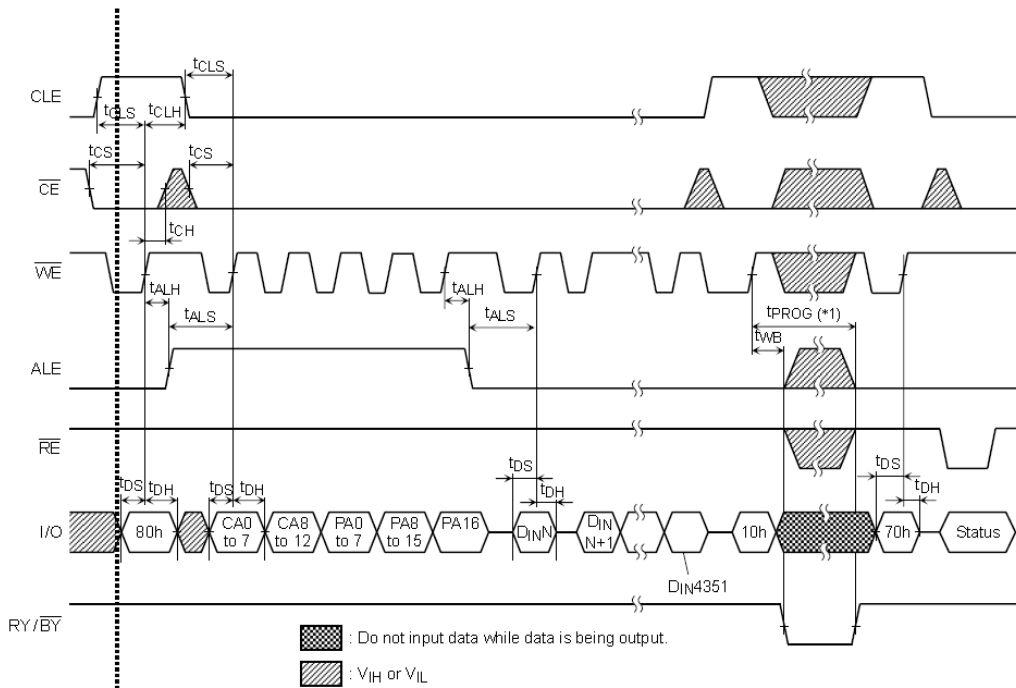 tCLS
CLE
tCLS tCLH
tCS tCS
CE
tCH
WE
tALH tALH
tALS tALS tPROG (*1)
tWB
ALE
RE
tDS tDH tDS tDH tDS tDH tDS tDH
I/O
80h
CA0 to 7
CA8 to 12
PA0 to 7
PA8 to 15
PA16
DINN
DIN N+1
10h
70h
Status
DIN4351
RY/BY
: Do not input data while data is being output.
: VIH or VIL